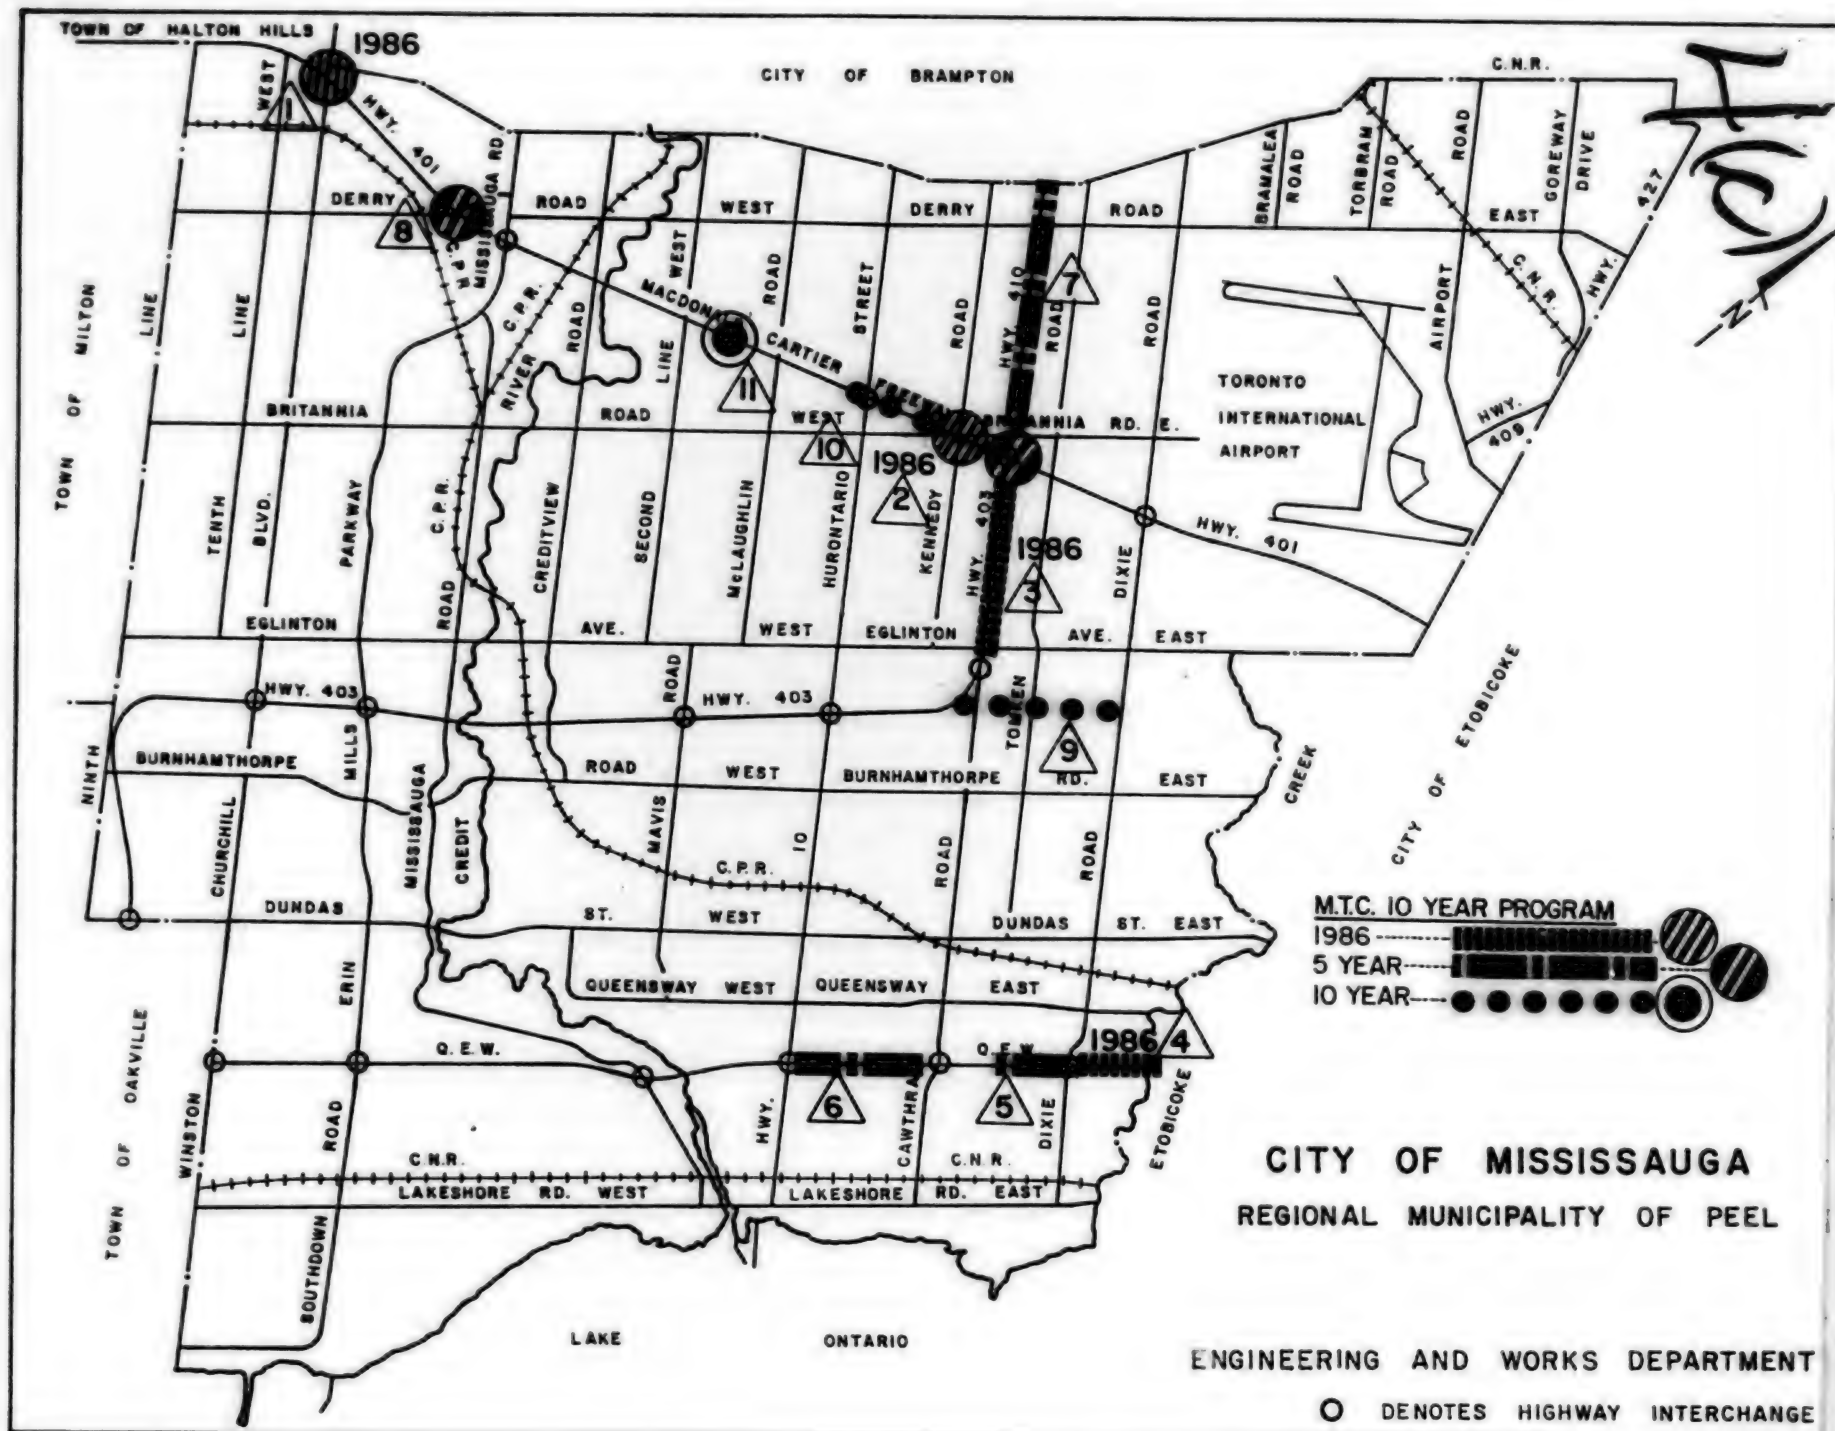 TOWN OF HALTON HILLS
1986
CITY OF BRAMPTON
C.N.R.
WEST
1
HWY. 401
MISSISSAUGA RD
DERRY
ROAD
WEST
DERRY
ROAD
EAST
BRAMALEA ROAD
TORBRAM ROAD
ROAD
GOREWAY DRIVE
427
HWY.
C.N.R.
8
C.P.R.
C.P.R.
RIVER
ROAD
WEST
LINE
ROAD
STREET
ROAD
HWY. 410
ROAD
7
ROAD
AIRPORT
TOWN OF MILTON
LINE
LINE
MACDONALD
CARTIER
FREEWAY
11
TORONTO
INTERNATIONAL
AIRPORT
HWY. 409
BRITANNIA
ROAD
WEST
BRITANNIA RD. E.
10
1986
2
TENTH
BLVD.
PARKWAY
C.P.R.
ROAD
CREDITVIEW
SECOND
McLAUGHLIN
HURONTARIO
KENNEDY
HWY. 403
1986
3
DIXIE
HWY. 401
EGLINTON
AVE.
WEST
EGLINTON
AVE. EAST
HWY. 403
ROAD
HWY. 403
TOMKEN
9
NINTH
BURNHAMTHORPE
MILLS
ROAD
WEST
BURNHAMTHORPE
RD.
EAST
CREEK
CITY OF ETOBICOKE
CHURCHILL
MISSISSAUGA
CREDIT
MAVIS
10
ROAD
ROAD
C.P.R.
DUNDAS
ST.
WEST
DUNDAS ST. EAST
M.T.C. 10 YEAR PROGRAM
1986
5 YEAR
10 YEAR
ERIN
QUEENSWAY WEST
QUEENSWAY EAST
TOWN OF OAKVILLE
Q.E.W.
Q.E.W.
1986
4
6
5
WINSTON
ROAD
HWY.
CAWTHRA
DIXIE
ETOBICOKE
C.N.R.
C.N.R.
LAKESHORE RD. WEST
LAKESHORE RD. EAST
SOUTHDOWN
CITY OF MISSISSAUGA
REGIONAL MUNICIPALITY OF PEEL
LAKE ONTARIO
ENGINEERING AND WORKS DEPARTMENT
DENOTES HIGHWAY INTERCHANGE
N